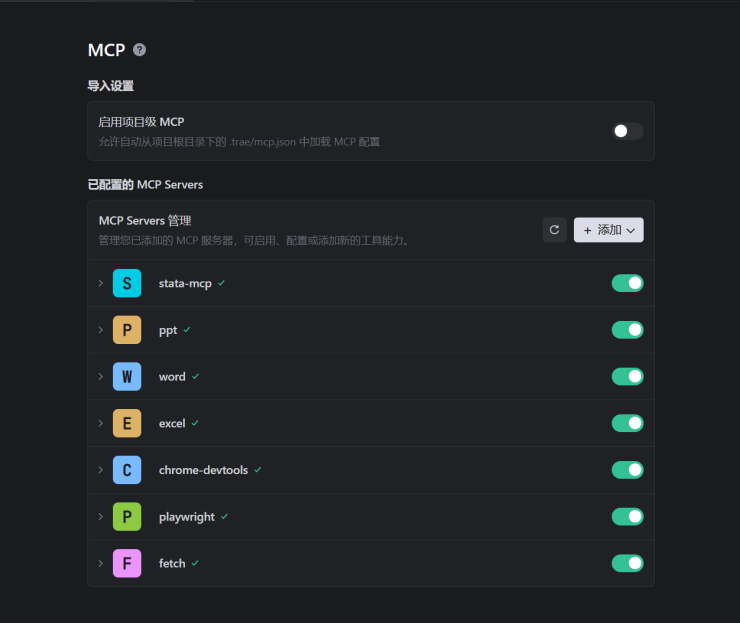 MCP ?
导入设置
启用项目级 MCP
允许自动从项目根目录下的 .trae/mcp.json 中加载 MCP 配置
已配置的 MCP Servers
MCP Servers 管理
管理您已添加的 MCP 服务器，可启用、配置或添加新的工具能力。
+ 添加
S stata-mcp
P ppt
W word
E excel
C chrome-devtools
P playwright
F fetch